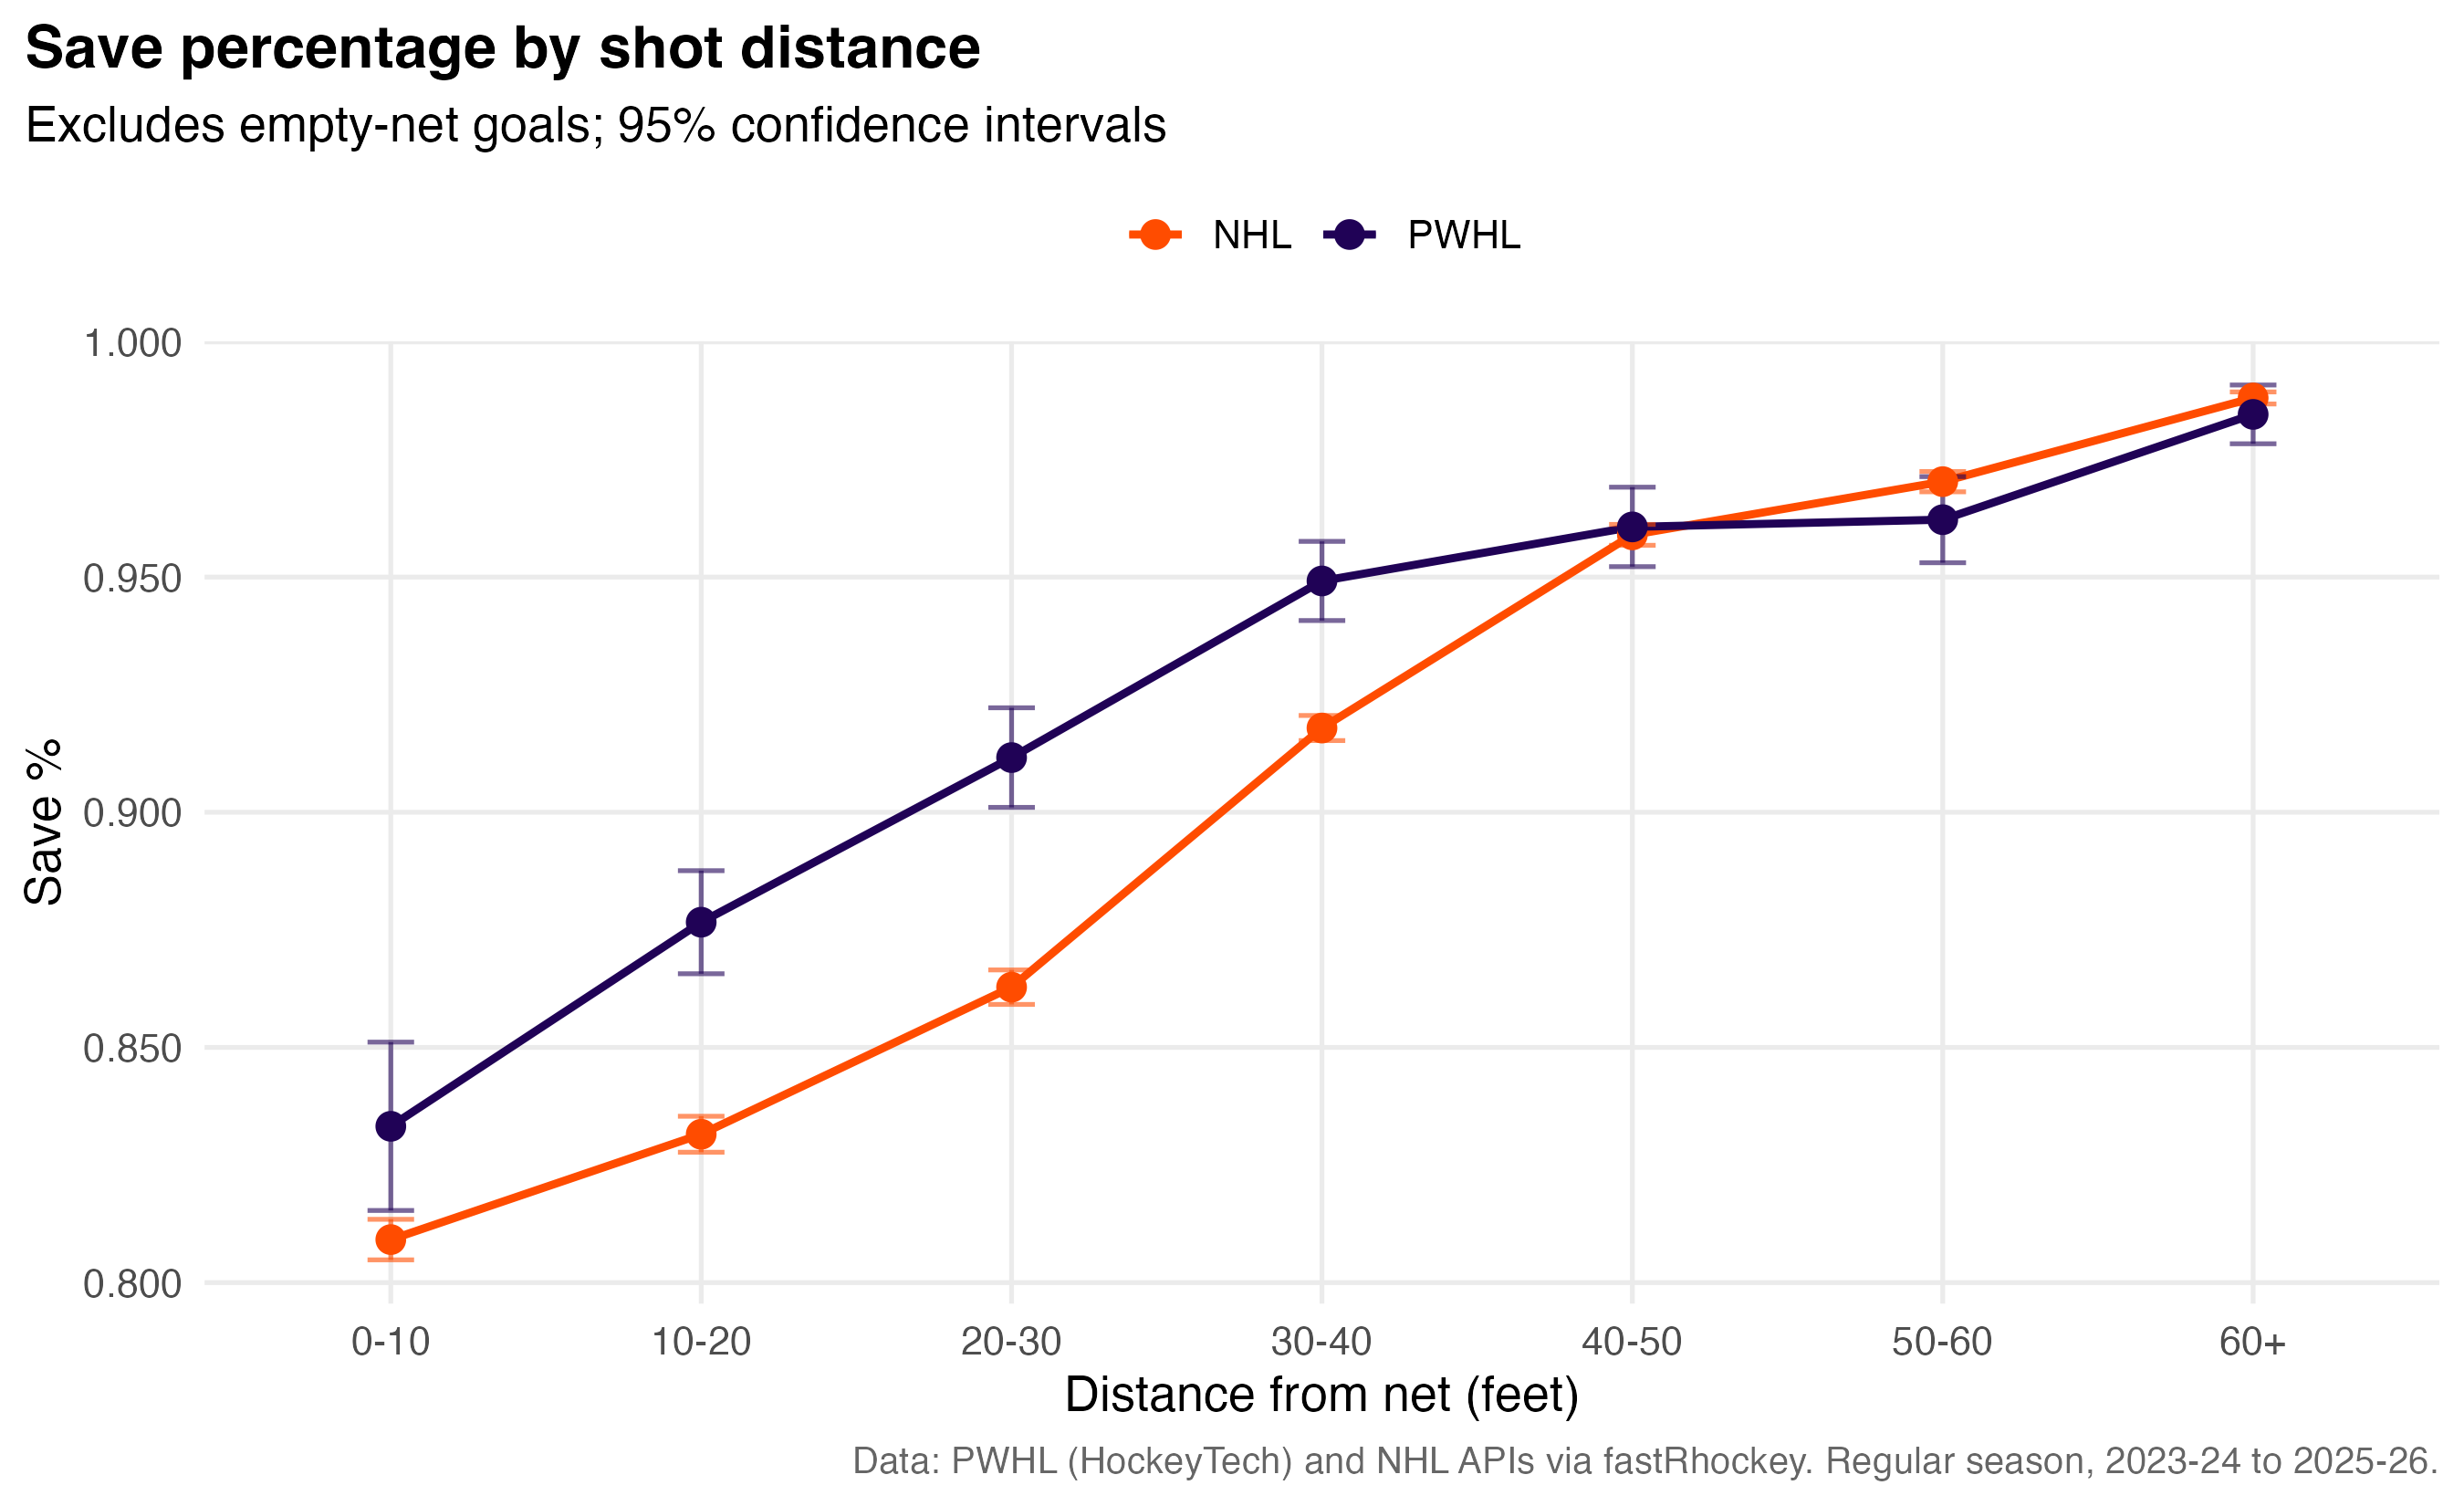 Save percentage by shot distance
Excludes empty-net goals; 95% confidence intervals
NHL PWHL
1.000
0.950
0.900
0.850
0.800
Save %
0-10 10-20 20-30 30-40 40-50 50-60 60+
Distance from net (feet)
Data: PWHL (HockeyTech) and NHL APIs via fastRhockey. Regular season, 2023-24 to 2025-26.